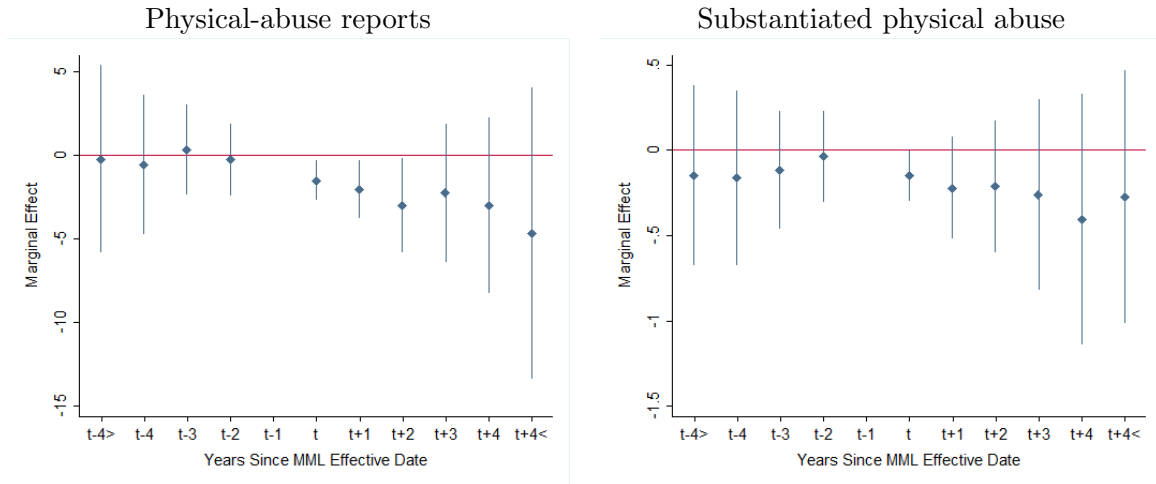 Physical-abuse reports
Substantiated physical abuse
5
0
-5
-10
-15
Marginal Effect
t-4> t-4 t-3 t-2 t-1 t t+1 t+2 t+3 t+4 t+4<
Years Since MML Effective Date
.5
0
-.5
-1
-1.5
Marginal Effect
t-4> t-4 t-3 t-2 t-1 t t+1 t+2 t+3 t+4 t+4<
Years Since MML Effective Date